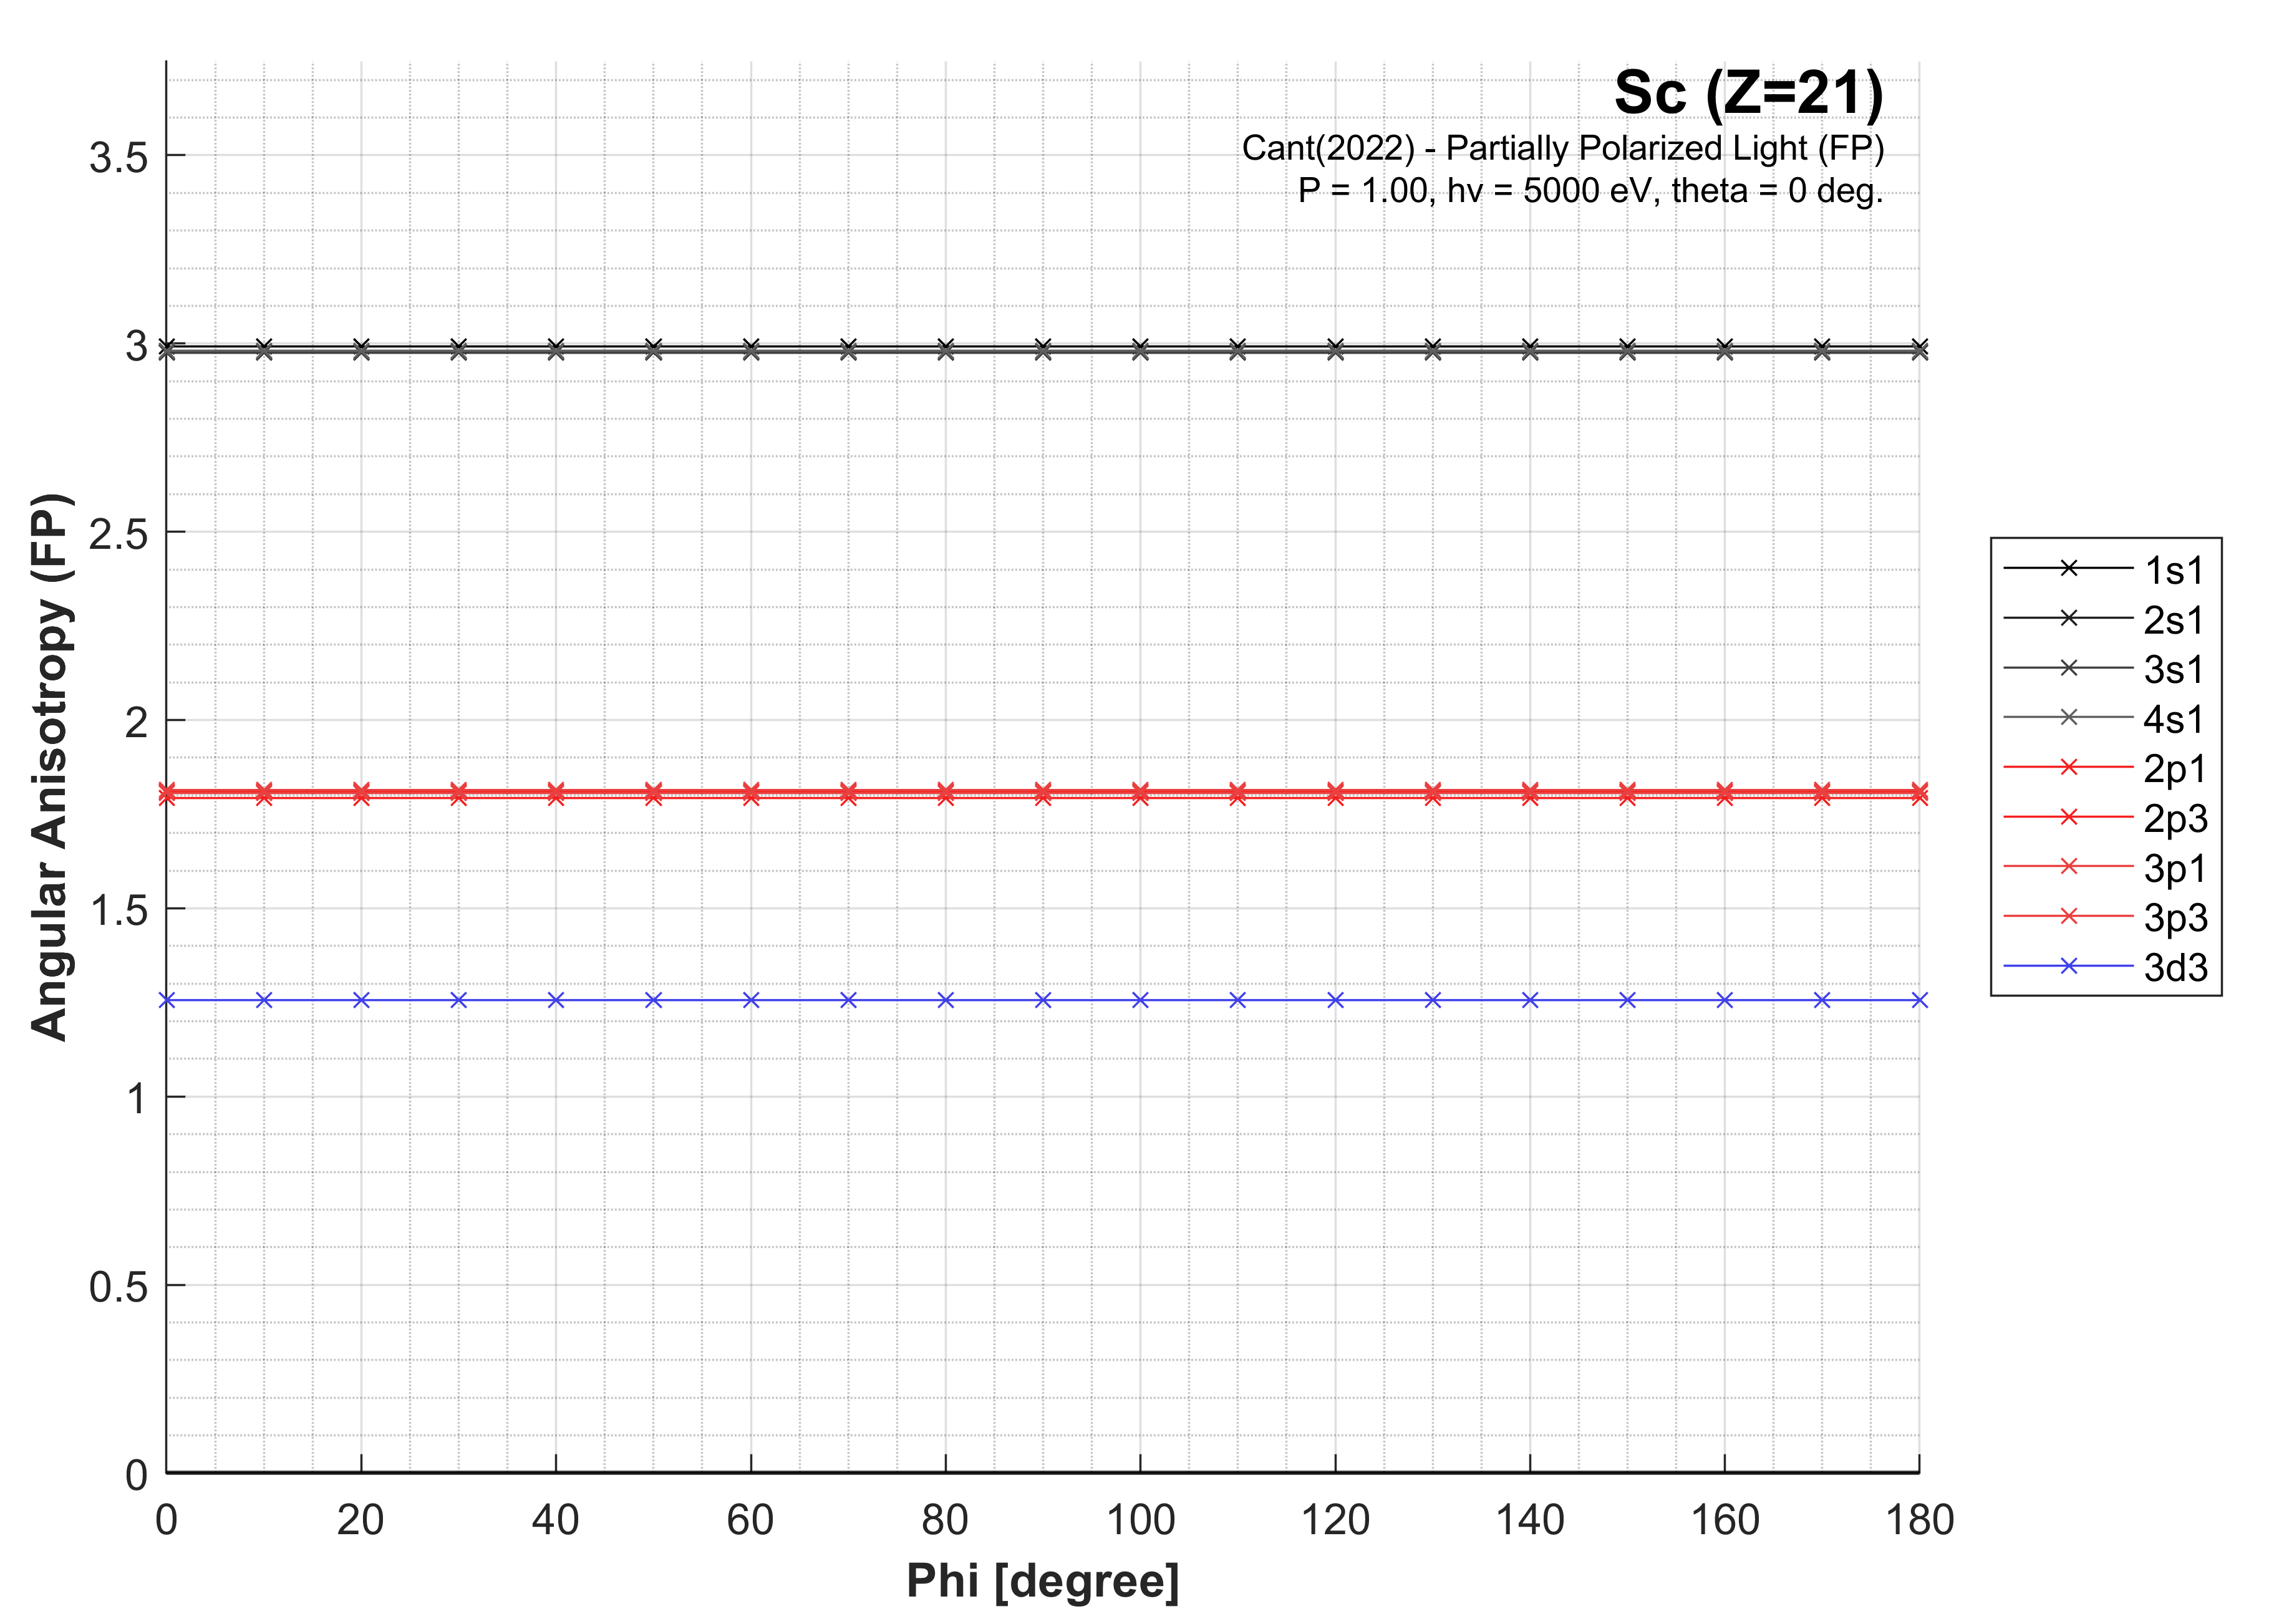 Sc (Z=21)
Cant(2022) - Partially Polarized Light (FP)
P = 1.00, hv = 5000 eV, theta = 0 deg.
Angular Anisotropy (FP)
3.5
3
2.5
2
1.5
1
0.5
0
0 20 40 60 80 100 120 140 160 180
Phi [degree]
1s1
2s1
3s1
4s1
2p1
2p3
3p1
3p3
3d3